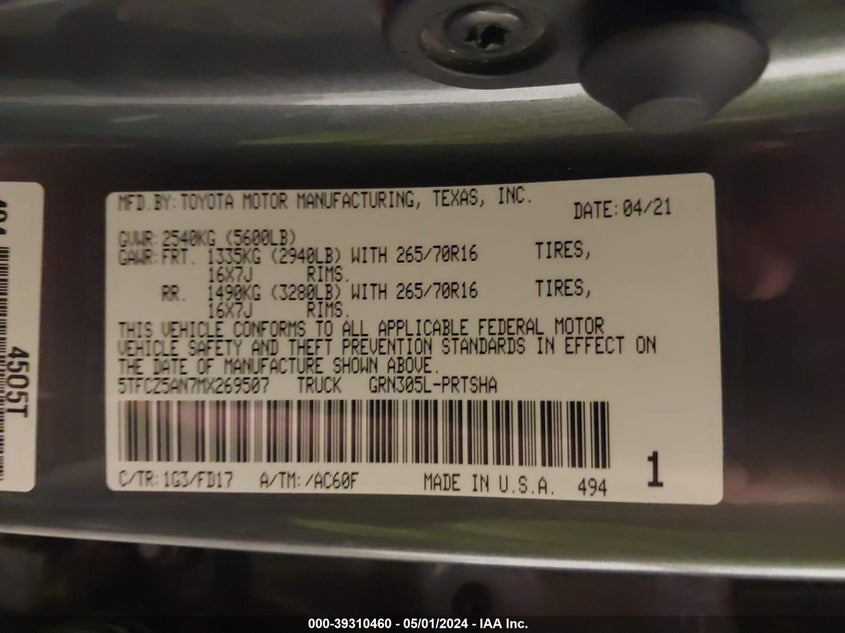 MFD.BY:TOYOTA MOTOR MANUFACTURING, TEXAS, INC.
DATE:04/21
GVWR:2540KG (5600LB)
GAWR:FRT. 1335KG (2940LB) WITH 265/70R16 TIRES,
16X7J RIMS.
RR. 1490KG (3280LB) WITH 265/70R16 TIRES,
16X7J RIMS.
THIS VEHICLE CONFORMS TO ALL APPLICABLE FEDERAL MOTOR
VEHICLE SAFETY AND THEFT PREVENTION STANDARDS IN EFFECT ON
THE DATE OF MANUFACTURE SHOWN ABOVE.
5TFCZ5AN7MX269507 TRUCK GRN305L-PRTSHA
C/TR:1G3/FD17 A/TM:/AC60F MADE IN U.S.A. 494
1
4505T
000-39310460 - 05/01/2024 - IAA Inc.